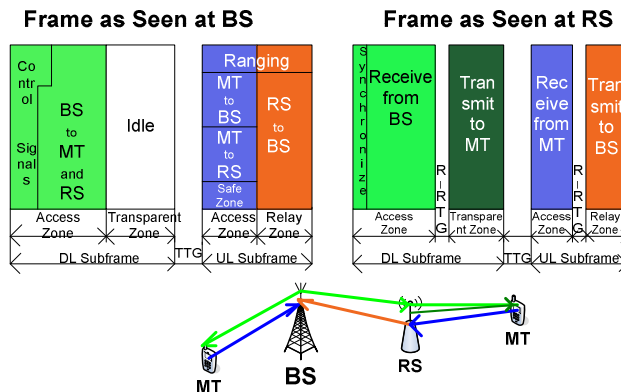 Frame as Seen at BS
Co
ntr
ol
Sig
nal
s
BS
to
MT
and
RS
Idle
Ranging
MT
to
BS
MT
to
RS
Safe
Zone
RS
to
BS
Access
Zone
Transparent
Zone
Access
Zone
Relay
Zone
DL Subframe
TTG
UL Subframe
Frame as Seen at RS
Synchronize
Receive
from
BS
R-RTG
Tran
smit
to
MT
Rec
eive
from
MT
R-RTG
Tran
smit
to
BS
Access
Zone
Transpare
nt Zone
Access
Zone
Relay
Zone
DL Subframe
TTG
UL Subframe
MT
BS
RS
MT